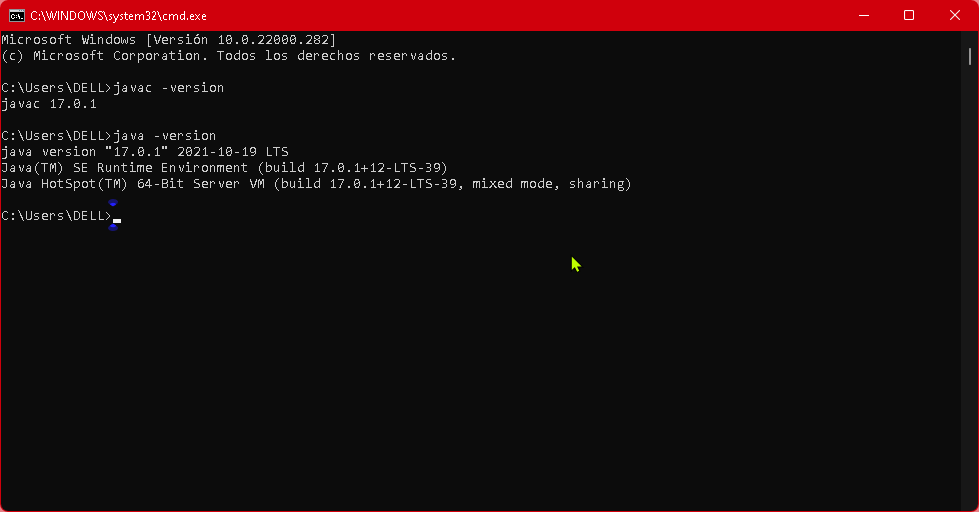 C:\WINDOWS\system32\cmd.exe
Microsoft Windows [Versión 10.0.22000.282]
(c) Microsoft Corporation. Todos los derechos reservados.
C:\Users\DELL>javac -version
javac 17.0.1
C:\Users\DELL>java -version
java version "17.0.1" 2021-10-19 LTS
Java(TM) SE Runtime Environment (build 17.0.1+12-LTS-39)
Java HotSpot(TM) 64-Bit Server VM (build 17.0.1+12-LTS-39, mixed mode, sharing)
C:\Users\DELL>